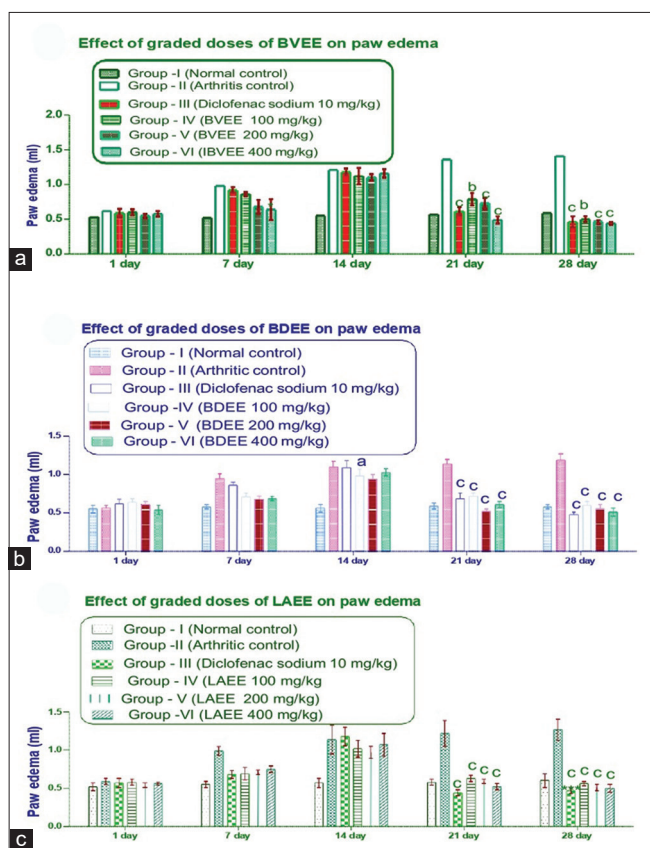 Effect of graded doses of BVEE on paw edema
Group -I (Normal control)
Group -II (Arthritis control)
Group - III (Diclofenac sodium 10 mg/kg)
Group - IV (BVEE 100 mg/kg)
Group - V (BVEE 200 mg/kg)
Group - VI (IBVEE 400 mg/kg)
Paw edema (ml)
2.0
1.5
1.0
0.5
0.0
c b c c
c b c c
1 day 7 day 14 day 21 day 28 day
a
Effect of graded doses of BDEE on paw edema
Group - I (Normal control)
Group - II (Arthritic control)
Group - III (Diclofenac sodium 10 mg/kg)
Group -IV (BDEE 100 mg/kg)
Group - V (BDEE 200 mg/kg)
Group - VI (BDEE 400 mg/kg)
Paw edema (ml)
1.5
1.0
0.5
0.0
a
C C C C
C C C C
1 day 7 day 14 day 21 day 28 day
b
Effect of graded doses of LAEE on paw edema
Group - I (Normal control)
Group -II (Arthritic control)
Group - III (Diclofenac sodium 10 mg/kg)
Group - IV (LAEE 100 mg/kg
Group - V (LAEE 200 mg/kg)
Group -VI (LAEE 400 mg/kg)
Paw edema (ml)
1.5
1.0
0.5
0.0
C C C C
C C C C
***
1 day 7 day 14 day 21 day 28 day
c